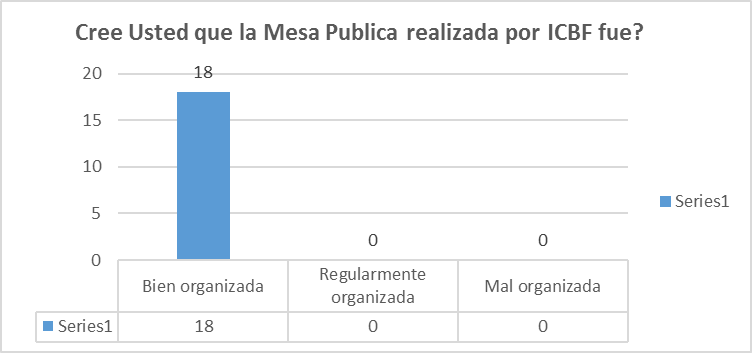 Cree Usted que la Mesa Publica realizada por ICBF fue?
20
15
10
5
0
18
0
0
Series1
Bien organizada
Regularmente
organizada
Mal organizada
Series1 18 0 0